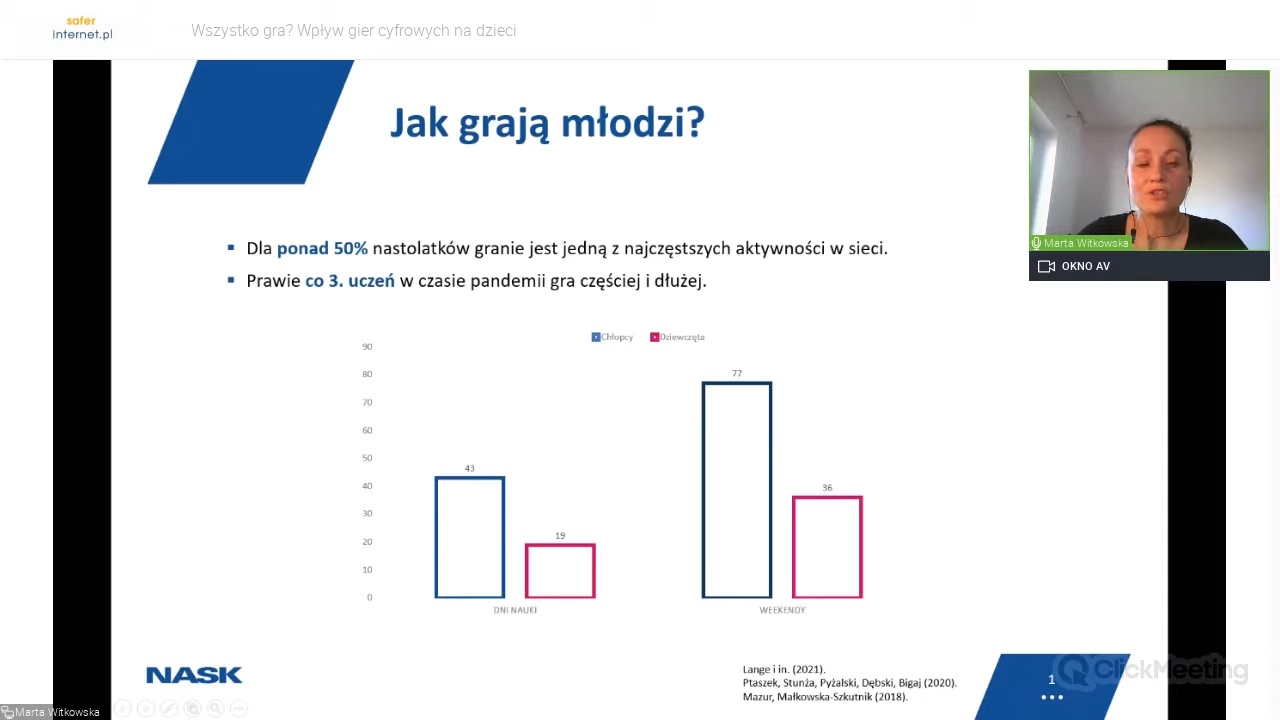 safer
internet.pl
Wszystko gra? Wpływ gier cyfrowych na dzieci
Jak grają młodzi?
Dla ponad 50% nastolatków granie jest jedną z najczęstszych aktywności w sieci.
Prawie co 3. uczeń w czasie pandemii gra częściej i dłużej.
Marta Witkowska
OKNO AV
Chłopcy Dziewczęta
90
80
70
60
50
40
30
20
10
0
43
19
77
36
DNI NAUKI
WEEKENDY
NASK
Lange i in. (2021).
Ptaszek, Stunża, Pyżalski, Dębski, Bigaj (2020).
Mazur, Małkowska-Szkutnik (2018).
1
ClickMeeting
Marta Witkowska